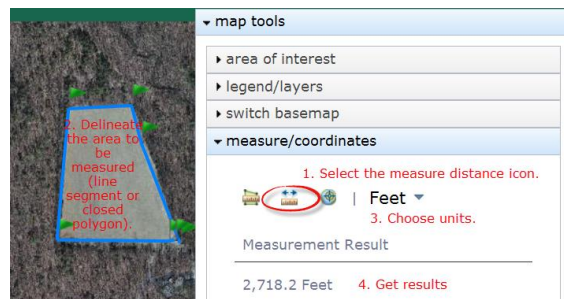 map tools
area of interest
legend/layers
switch basemap
measure/coordinates
1. Select the measure distance icon.
| Feet
3. Choose units.
Measurement Result
2,718.2 Feet 4. Get results
2. Delineate
the area to
be
measured
(line
segment or
closed
polygon).